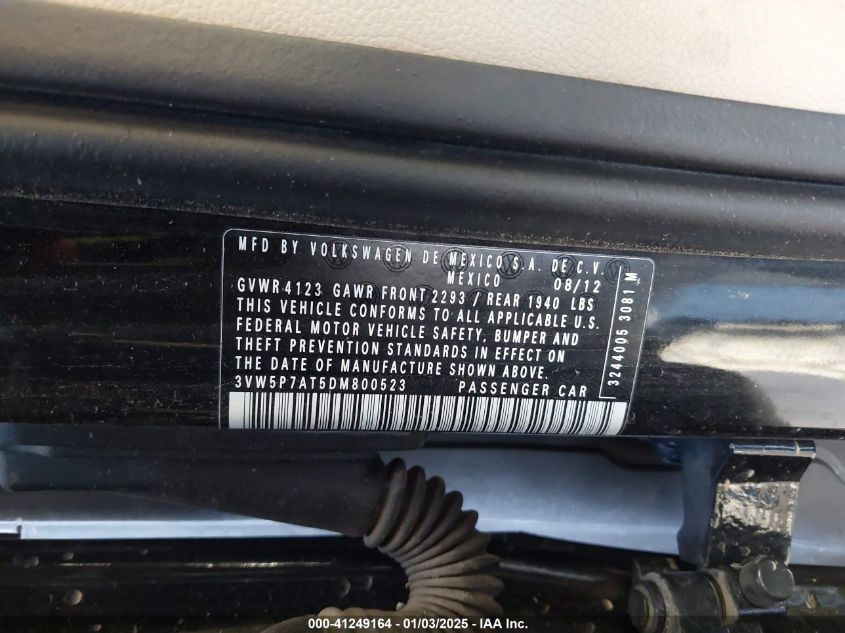 MFD BY VOLKSWAGEN DE MEXICO S.A. DE C.V.
MEXICO 08/12
GVWR 4123 GAWR FRONT 2293 / REAR 1940 LBS
THIS VEHICLE CONFORMS TO ALL APPLICABLE U.S.
FEDERAL MOTOR VEHICLE SAFETY, BUMPER AND
THEFT PREVENTION STANDARDS IN EFFECT ON
THE DATE OF MANUFACTURE SHOWN ABOVE.
3VW5P7AT5DM800523 PASSENGER CAR
3244005 3081 M
000-41249164 - 01/03/2025 - IAA Inc.